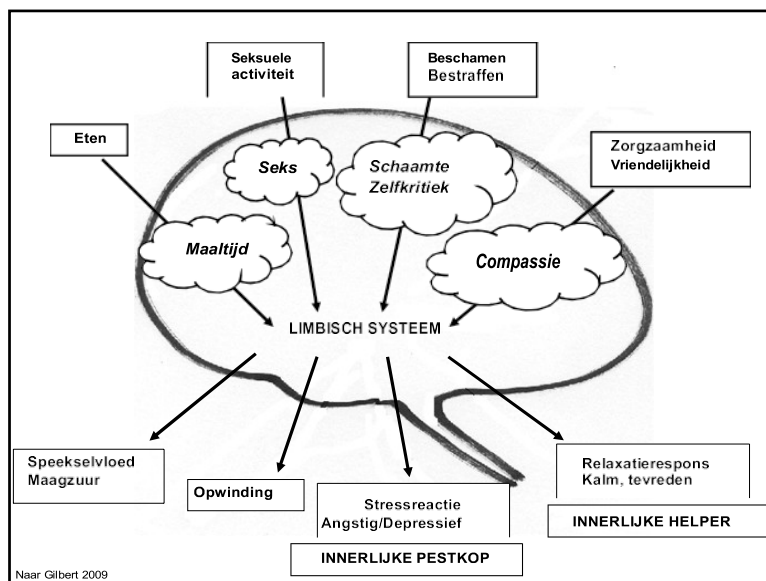 Seksuele
activiteit
Beschamen
Bestraffen
Eten
Zorgzaamheid
Vriendelijkheid
Seks
Schaamte
Zelfkritiek
Maaltijd
Compassie
LIMBISCH SYSTEEM
Speekselvloed
Maagzuur
Opwinding
Stressreactie
Angstig/Depressief
INNERLIJKE PESTKOP
Relaxatierespons
Kalm, tevreden
INNERLIJKE HELPER
Naar Gilbert 2009